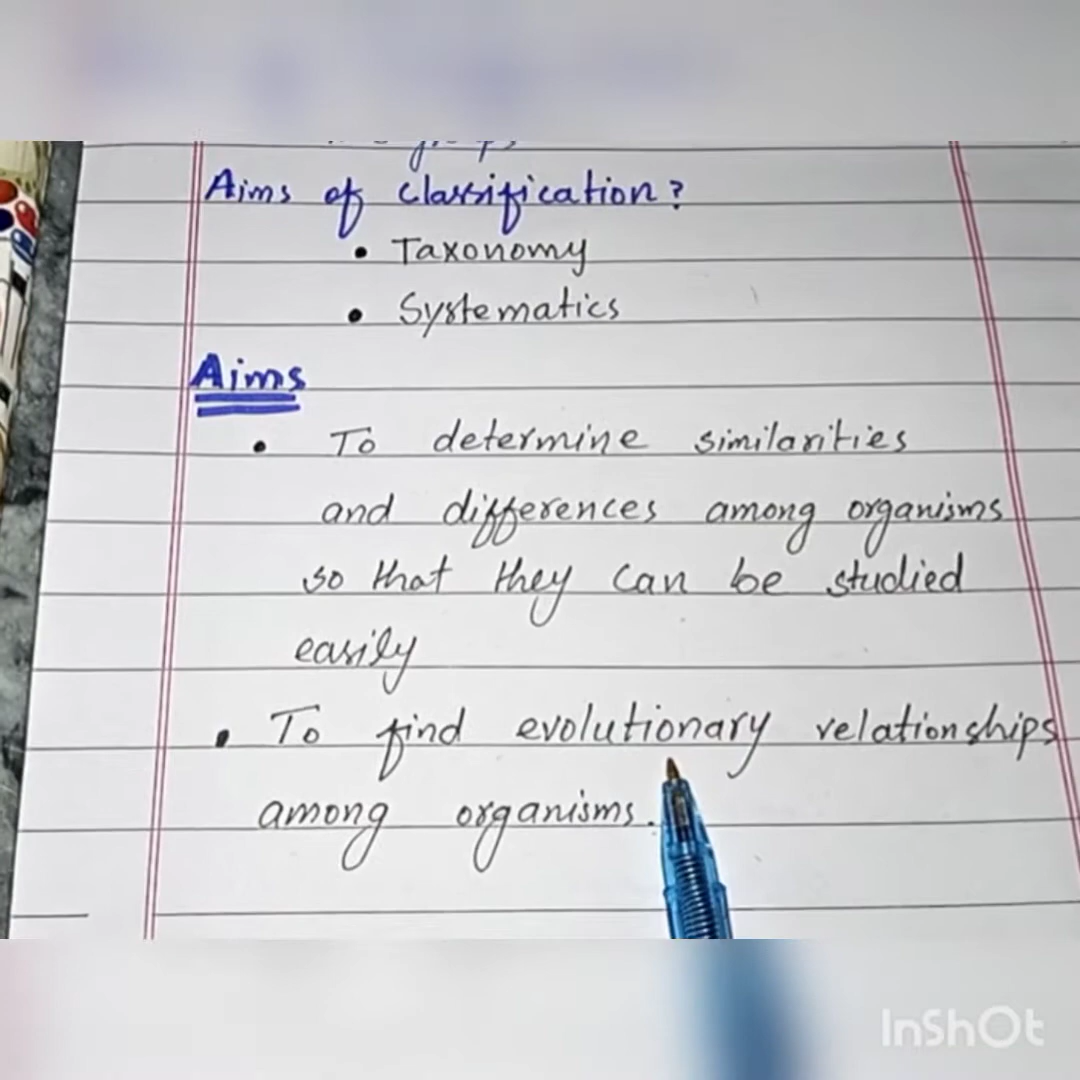 Aims of classification?
• Taxonomy
• Systematics
Aims
• To determine similarities
and differences among organisms
so that they can be studied
easily
• To find evolutionary relationships
among organisms.
InShOt